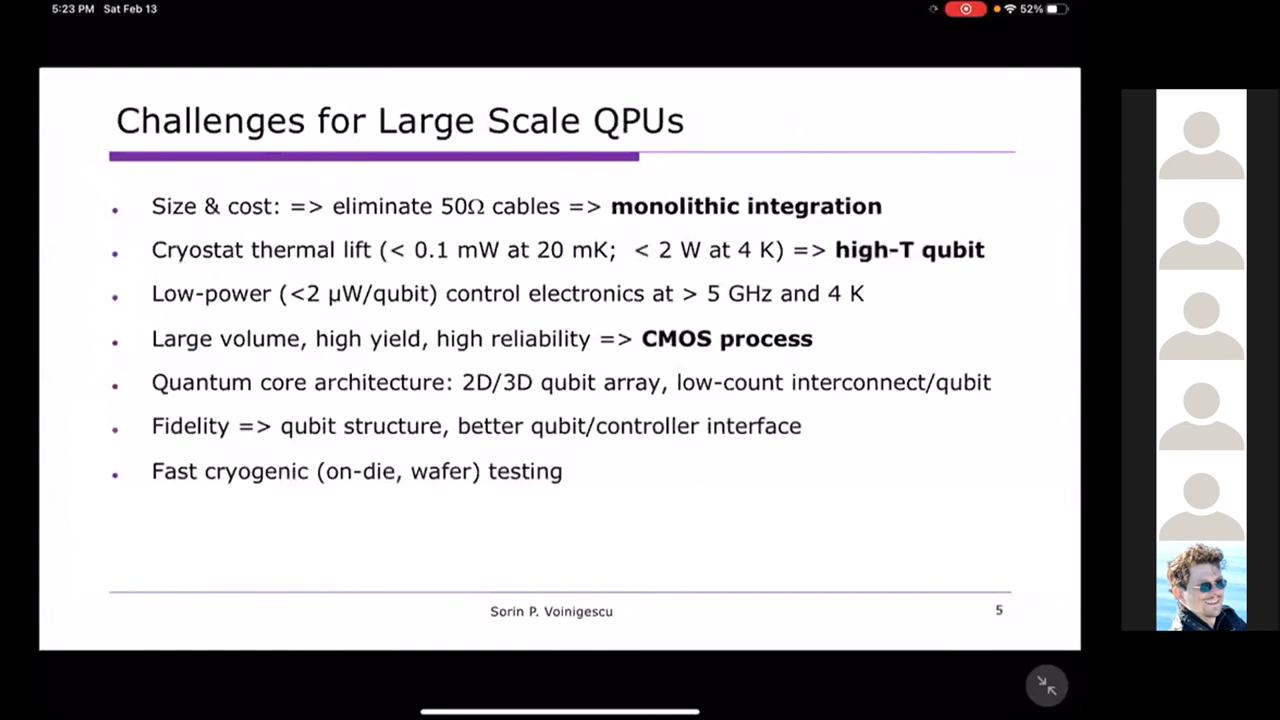 5:23 PM Sat Feb 13
52%
Challenges for Large Scale QPUs
• Size & cost: => eliminate 50Ω cables => monolithic integration
• Cryostat thermal lift (< 0.1 mW at 20 mK; < 2 W at 4 K) => high-T qubit
• Low-power (<2 µW/qubit) control electronics at > 5 GHz and 4 K
• Large volume, high yield, high reliability => CMOS process
• Quantum core architecture: 2D/3D qubit array, low-count interconnect/qubit
• Fidelity => qubit structure, better qubit/controller interface
• Fast cryogenic (on-die, wafer) testing
Sorin P. Voinigescu
5